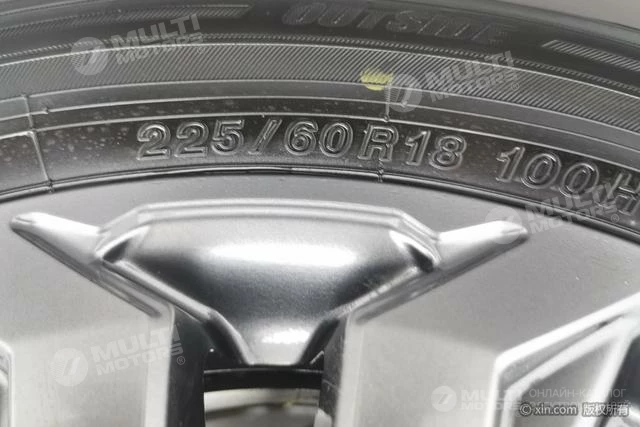 OUTSIDE
MULTI
MOTORS®
MULTI
MOTORS®
225/60R18 100H
MULTI
MOTORS
MULTI
MOTORS®
MULTI
MOTORS
ОНЛАЙН-КАТАЛОГ
© xin.com 版权所有